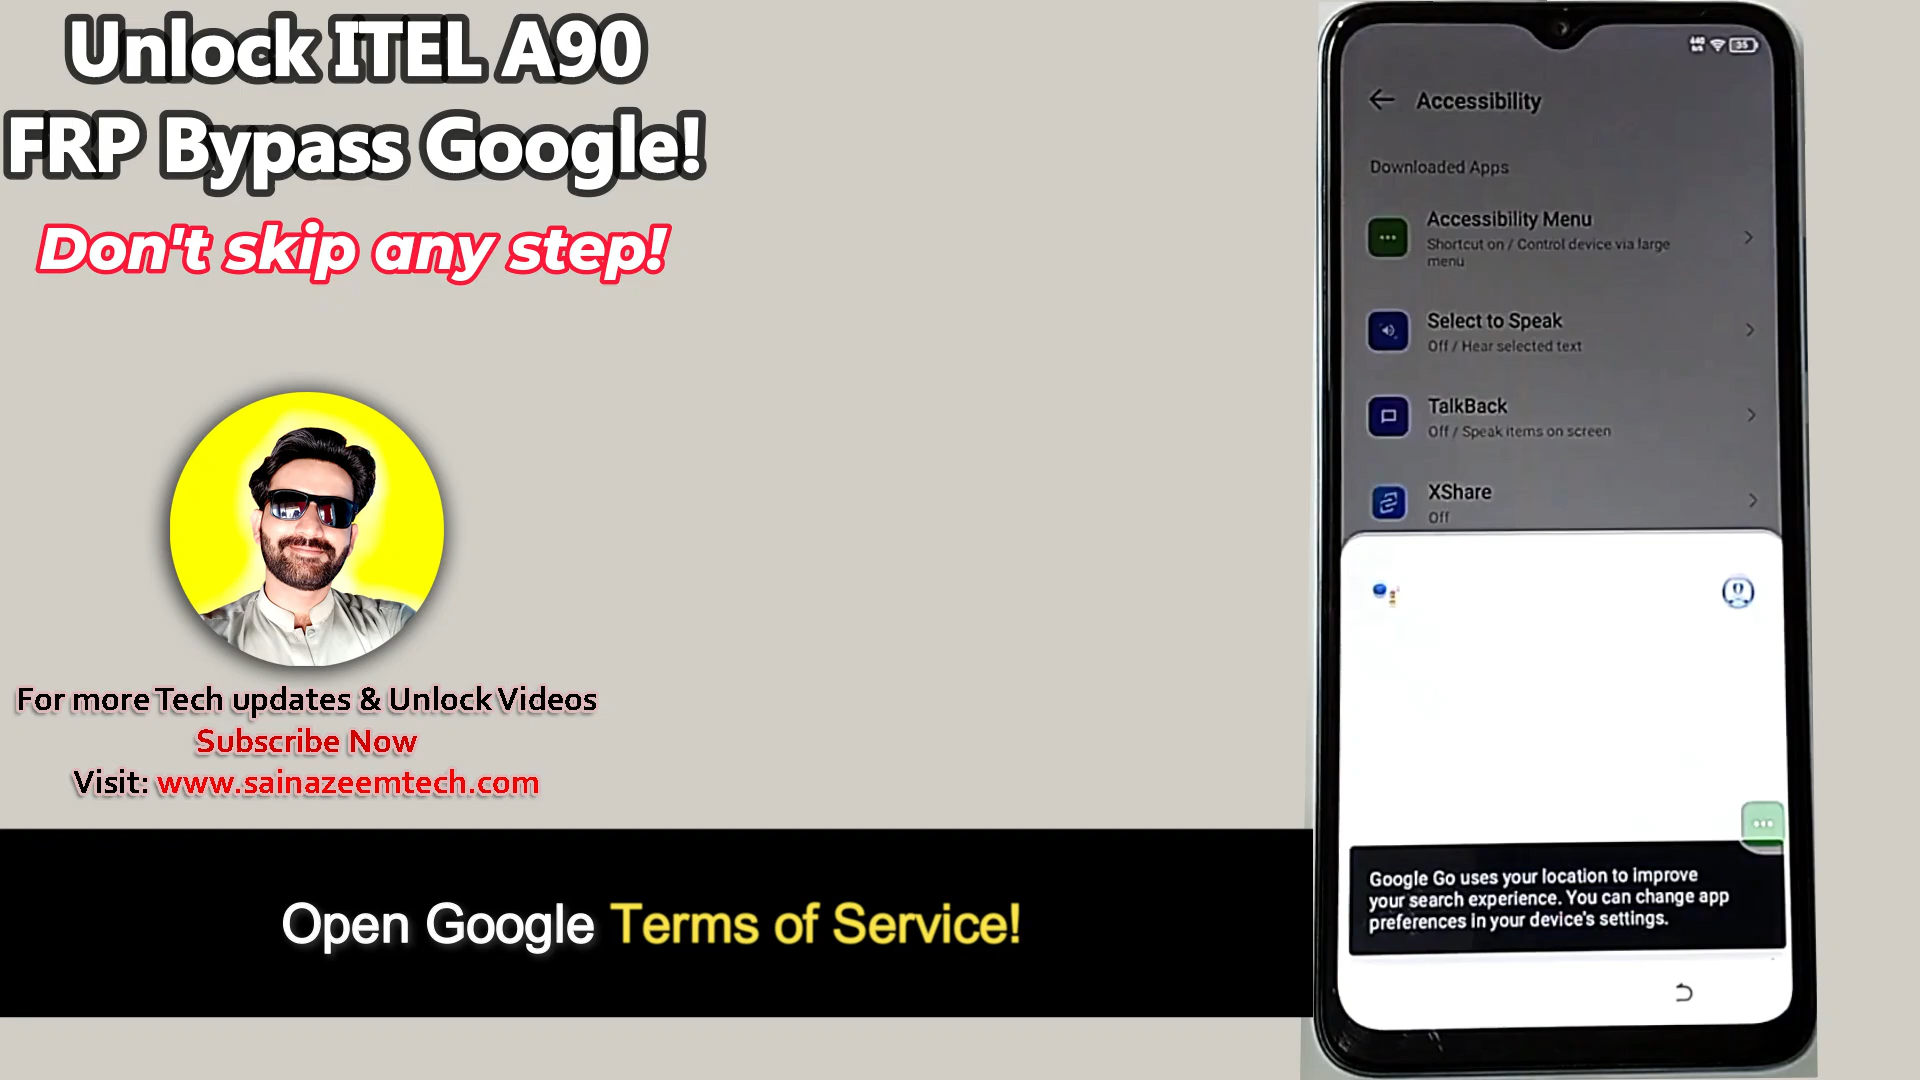 Unlock ITEL A90
FRP Bypass Google!
Don't skip any step!
For more Tech updates & Unlock Videos
Subscribe Now
Visit: www.sainazeemtech.com
Open Google Terms of Service!
35
Accessibility
Downloaded Apps
Accessibility Menu
Shortcut on / Control device via large
menu
Select to Speak
Off / Hear selected text
TalkBack
Off / Speak items on screen
XShare
Off
Google Go uses your location to improve
your search experience. You can change app
preferences in your device's settings.